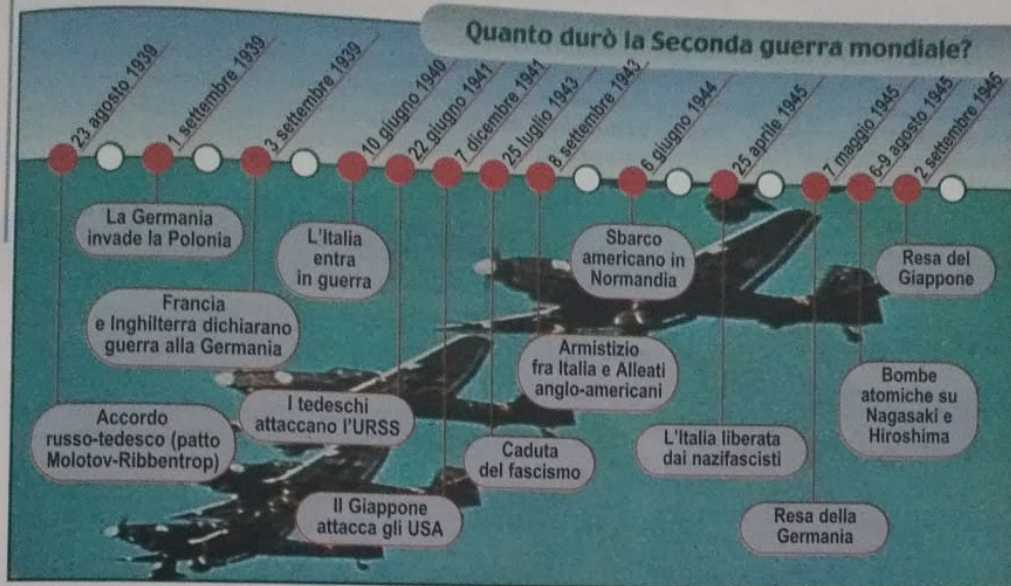 Quanto durò la Seconda guerra mondiale?
23 agosto 1939
1 settembre 1939
3 settembre 1939
10 giugno 1940
22 giugno 1941
7 dicembre 1941
25 luglio 1943
8 settembre 1943
6 giugno 1944
25 aprile 1945
7 maggio 1945
6-9 agosto 1945
2 settembre 1945
La Germania
invade la Polonia
L'Italia
entra
in guerra
Sbarco
americano in
Normandia
Resa del
Giappone
Francia
e Inghilterra dichiarano
guerra alla Germania
Armistizio
fra Italia e Alleati
anglo-americani
Bombe
atomiche su
Nagasaki e
Hiroshima
Accordo
russo-tedesco (patto
Molotov-Ribbentrop)
I tedeschi
attaccano l'URSS
Caduta
del fascismo
L'Italia liberata
dai nazifascisti
Il Giappone
attacca gli USA
Resa della
Germania